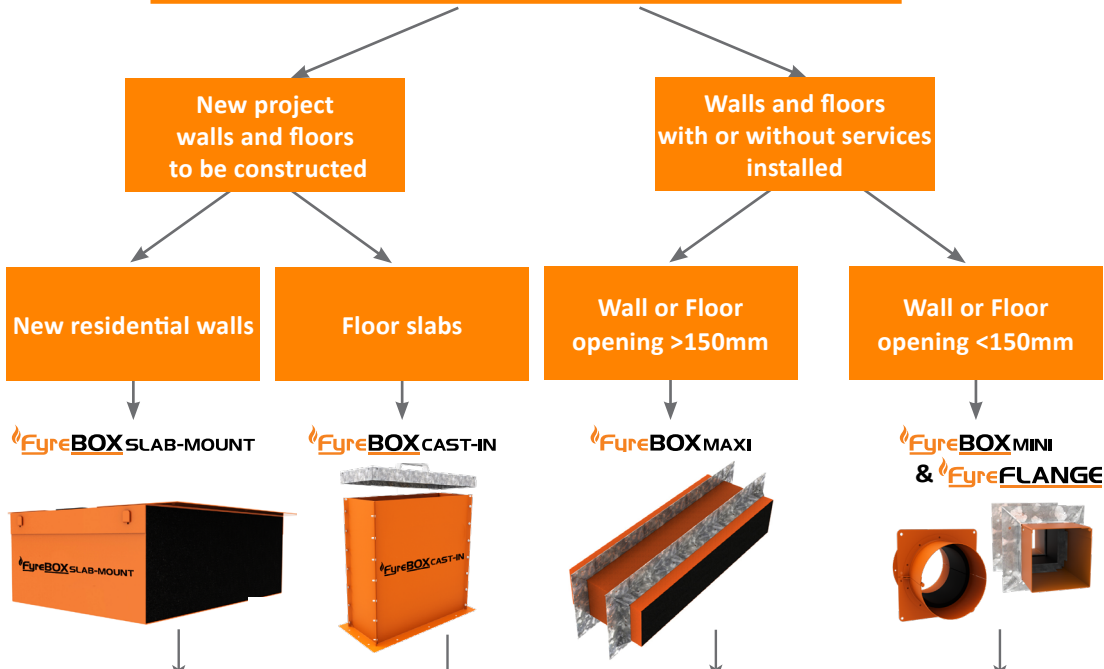 New project
walls and floors
to be constructed
Walls and floors
with or without services
installed
New residential walls
Floor slabs
Wall or Floor
opening >150mm
Wall or Floor
opening <150mm
FyreBOX SLAB-MOUNT
FyreBOX CAST-IN
FyreBOX MAXI
FyreBOX MINI
& FyreFLANGE
FyreBOX SLAB-MOUNT
FyreBOX CAST-IN